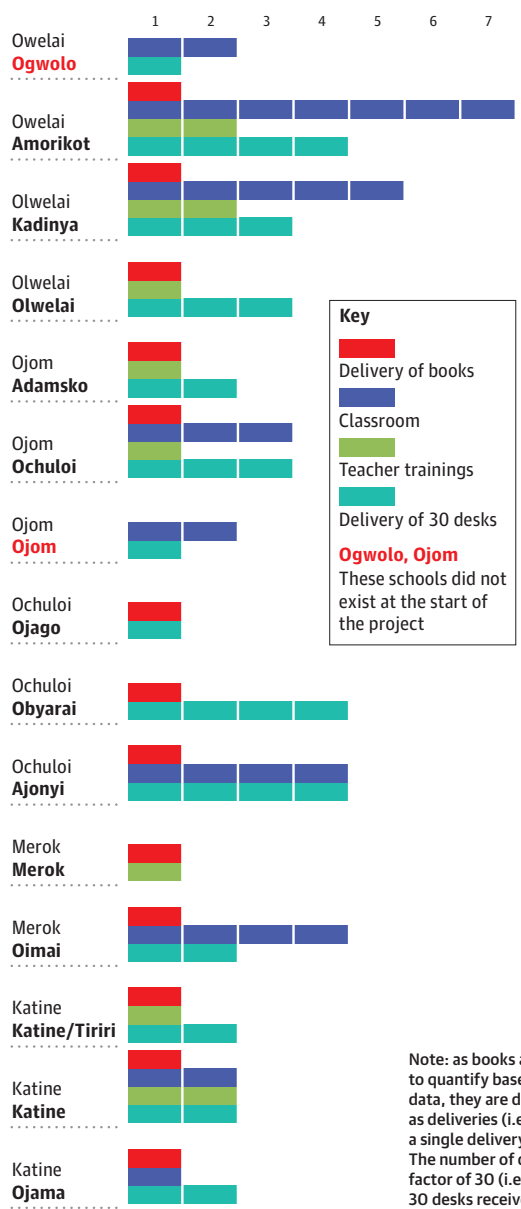 1 2 3 4 5 6 7
Owelai
Ogwolo
Owelai
Amorikot
Olwelai
Kadinya
Olwelai
Olwelai
Ojom
Adamsko
Ojom
Ochuloi
Ojom
Ojom
Ochuloi
Ojago
Ochuloi
Obyarai
Ochuloi
Ajonyi
Merok
Merok
Merok
Oimai
Katine
Katine/Tiriri
Katine
Katine
Katine
Ojama
Key
Delivery of books
Classroom
Teacher trainings
Delivery of 30 desks
Ogwolo, Ojom
These schools did not
exist at the start of
the project
Note: as books a
to quantify base
data, they are d
as deliveries (i.e
a single delivery
The number of d
factor of 30 (i.e
30 desks receive